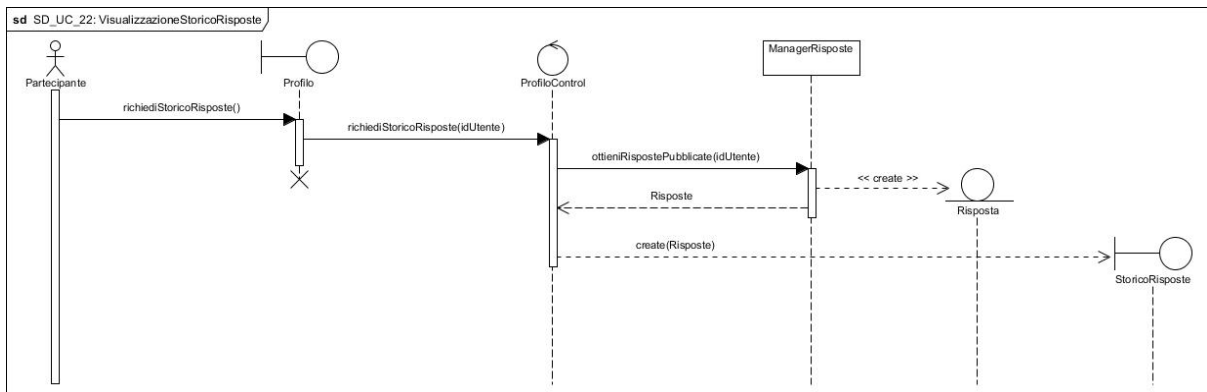 sd SD_UC_22: VisualizzazioneStoricoRisposte
ManagerRisposte
Partecipante
Profilo
ProfiloControl
richiediStoricoRisposte()
richiediStoricoRisposte(idUtente)
ottieniRispostePubblicate(idUtente)
<< create >>
Risposte
Risposta
create(Risposte)
StoricoRisposte